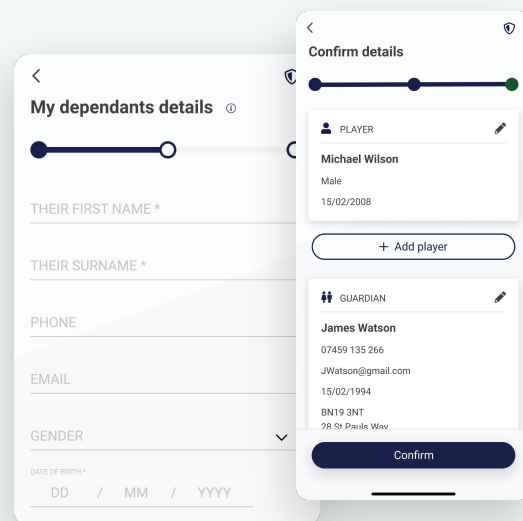 My dependants details
THEIR FIRST NAME *
THEIR SURNAME *
PHONE
EMAIL
GENDER
DATE OF BIRTH *
DD / MM / YYYY
Confirm details
PLAYER
Michael Wilson
Male
15/02/2008
+ Add player
GUARDIAN
James Watson
07459 135 266
JWatson@gmail.com
15/02/1994
BN19 3NT
28 St Pauls Way
Confirm